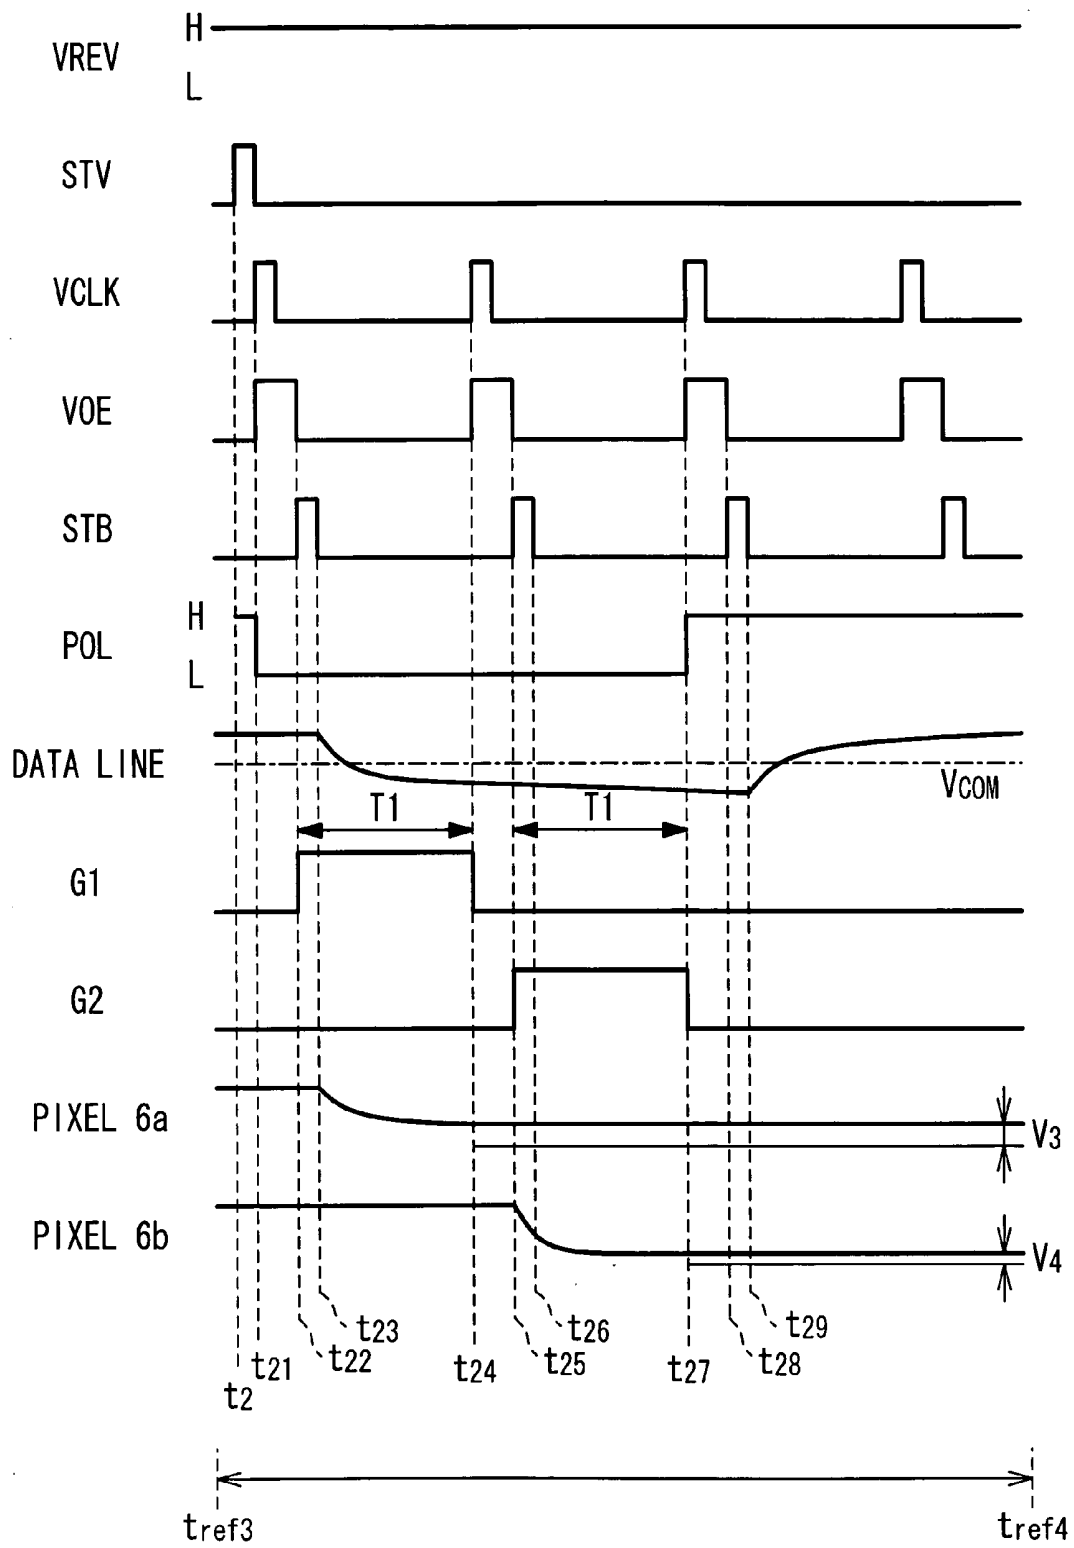 VREV H
L
STV
VCLK
VOE
STB
POL H
L
DATA LINE
VCOM
T1 T1
G1
G2
PIXEL 6a V3
PIXEL 6b V4
t23 t26 t29
t21 t22 t24 t25 t27 t28
t2
tref3 tref4